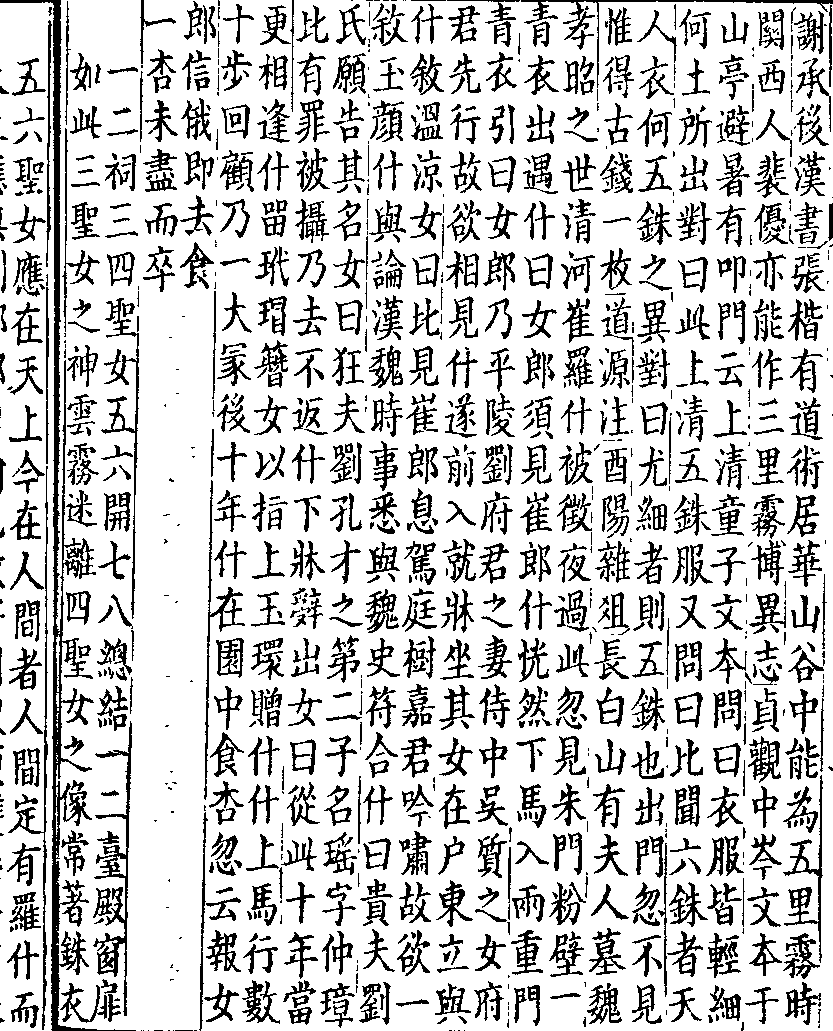 謝承後漢書張楷有道術居華山谷中能為五里霧時
闗西人裴優亦能作三里霧博異志貞觀中岑文本于
山亭避暑有叩門云上清童子文本問曰衣服皆輕細
何土所出對曰此上清五銖服又問曰比聞六銖者天
人衣何五銖之異對曰尤細者則五銖也出門忽不見
惟得古錢一枚道源注酉陽雜俎長白山有夫人墓魏
孝昭之世清河崔羅什被徵夜過此忽見朱門粉壁一
青衣出遇什曰女郎須見崔郎什恍然下馬入兩重門
青衣引曰女郎乃平陵劉府君之妻侍中吳質之女府
君先行故欲相見什遂前入就牀坐其女在户東立與
什敘溫涼女曰比見崔郎息駕庭樹嘉君吟嘯故欲一
敘玉顔什與論漢魏時事悉與魏史符合什曰貴夫劉
氏願告其名女曰狂夫劉孔才之第二子名瑶字仲璋
比有罪被攝乃去不返什下牀辭出女曰從此十年當
更相逢什畱玳瑁簪女以指上玉環贈什什上馬行數
十步回顧乃一大冡後十年什在園中食杏忽云報女
郎信俄即去食
一杏未盡而卒
一二祠三四聖女五六開七八總結一二臺殿窗扉
如此三聖女之神雲霧迷離四聖女之像常著銖衣
五六聖女應在天上今在人間者人間定有羅什而